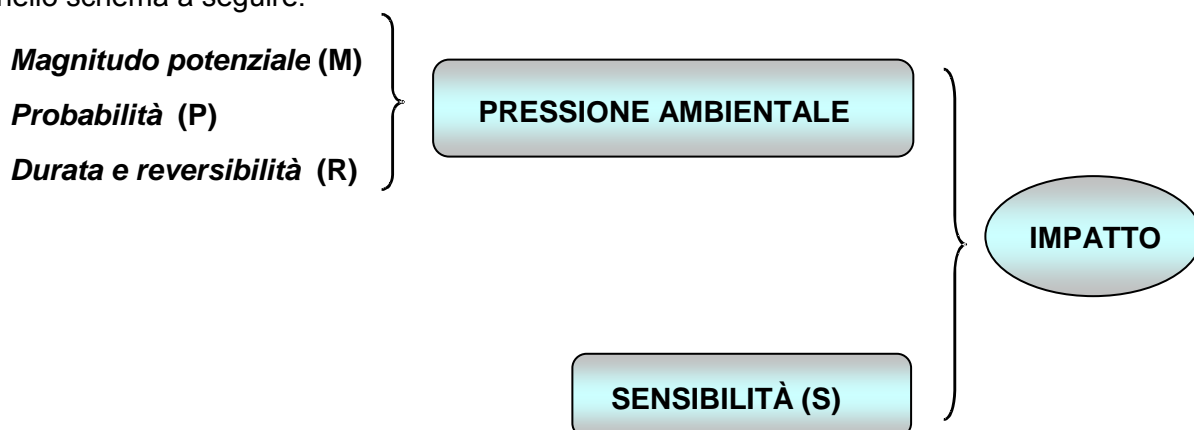 nello schema a seguire:
Magnitudo potenziale (M)
Probabilità (P)
Durata e reversibilità (R)
PRESSIONE AMBIENTALE
IMPATTO
SENSIBILITÀ (S)